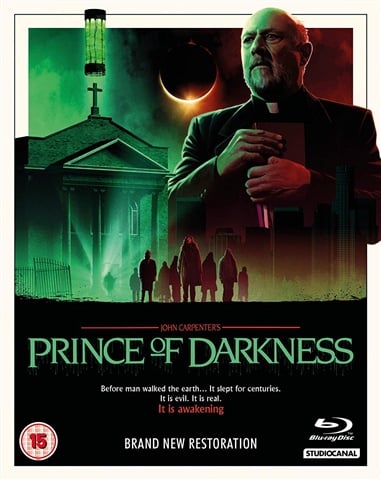 JOHN CARPENTER'S
PRINCE OF DARKNESS
Before man walked the earth... It slept for centuries.
It is evil. It is real.
It is awakening
15
BRAND NEW RESTORATION
Blu-ray Disc
STUDIOCANAL